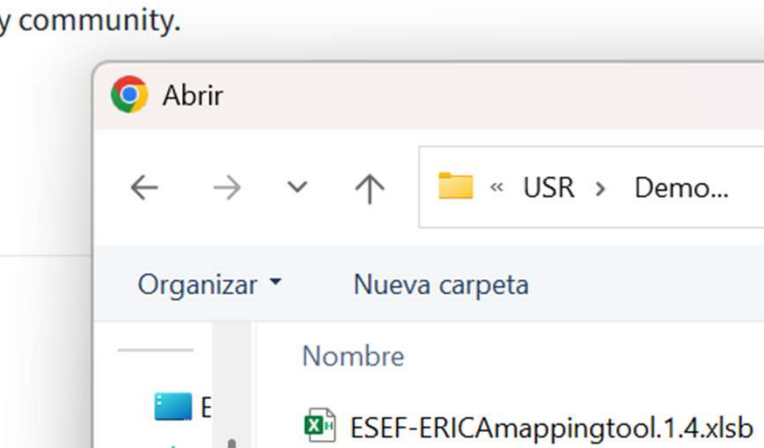 y community.
Abrir
« USR › Demo...
Organizar Nueva carpeta
Nombre
E
ESEF-ERICAmappingtool.1.4.xlsb